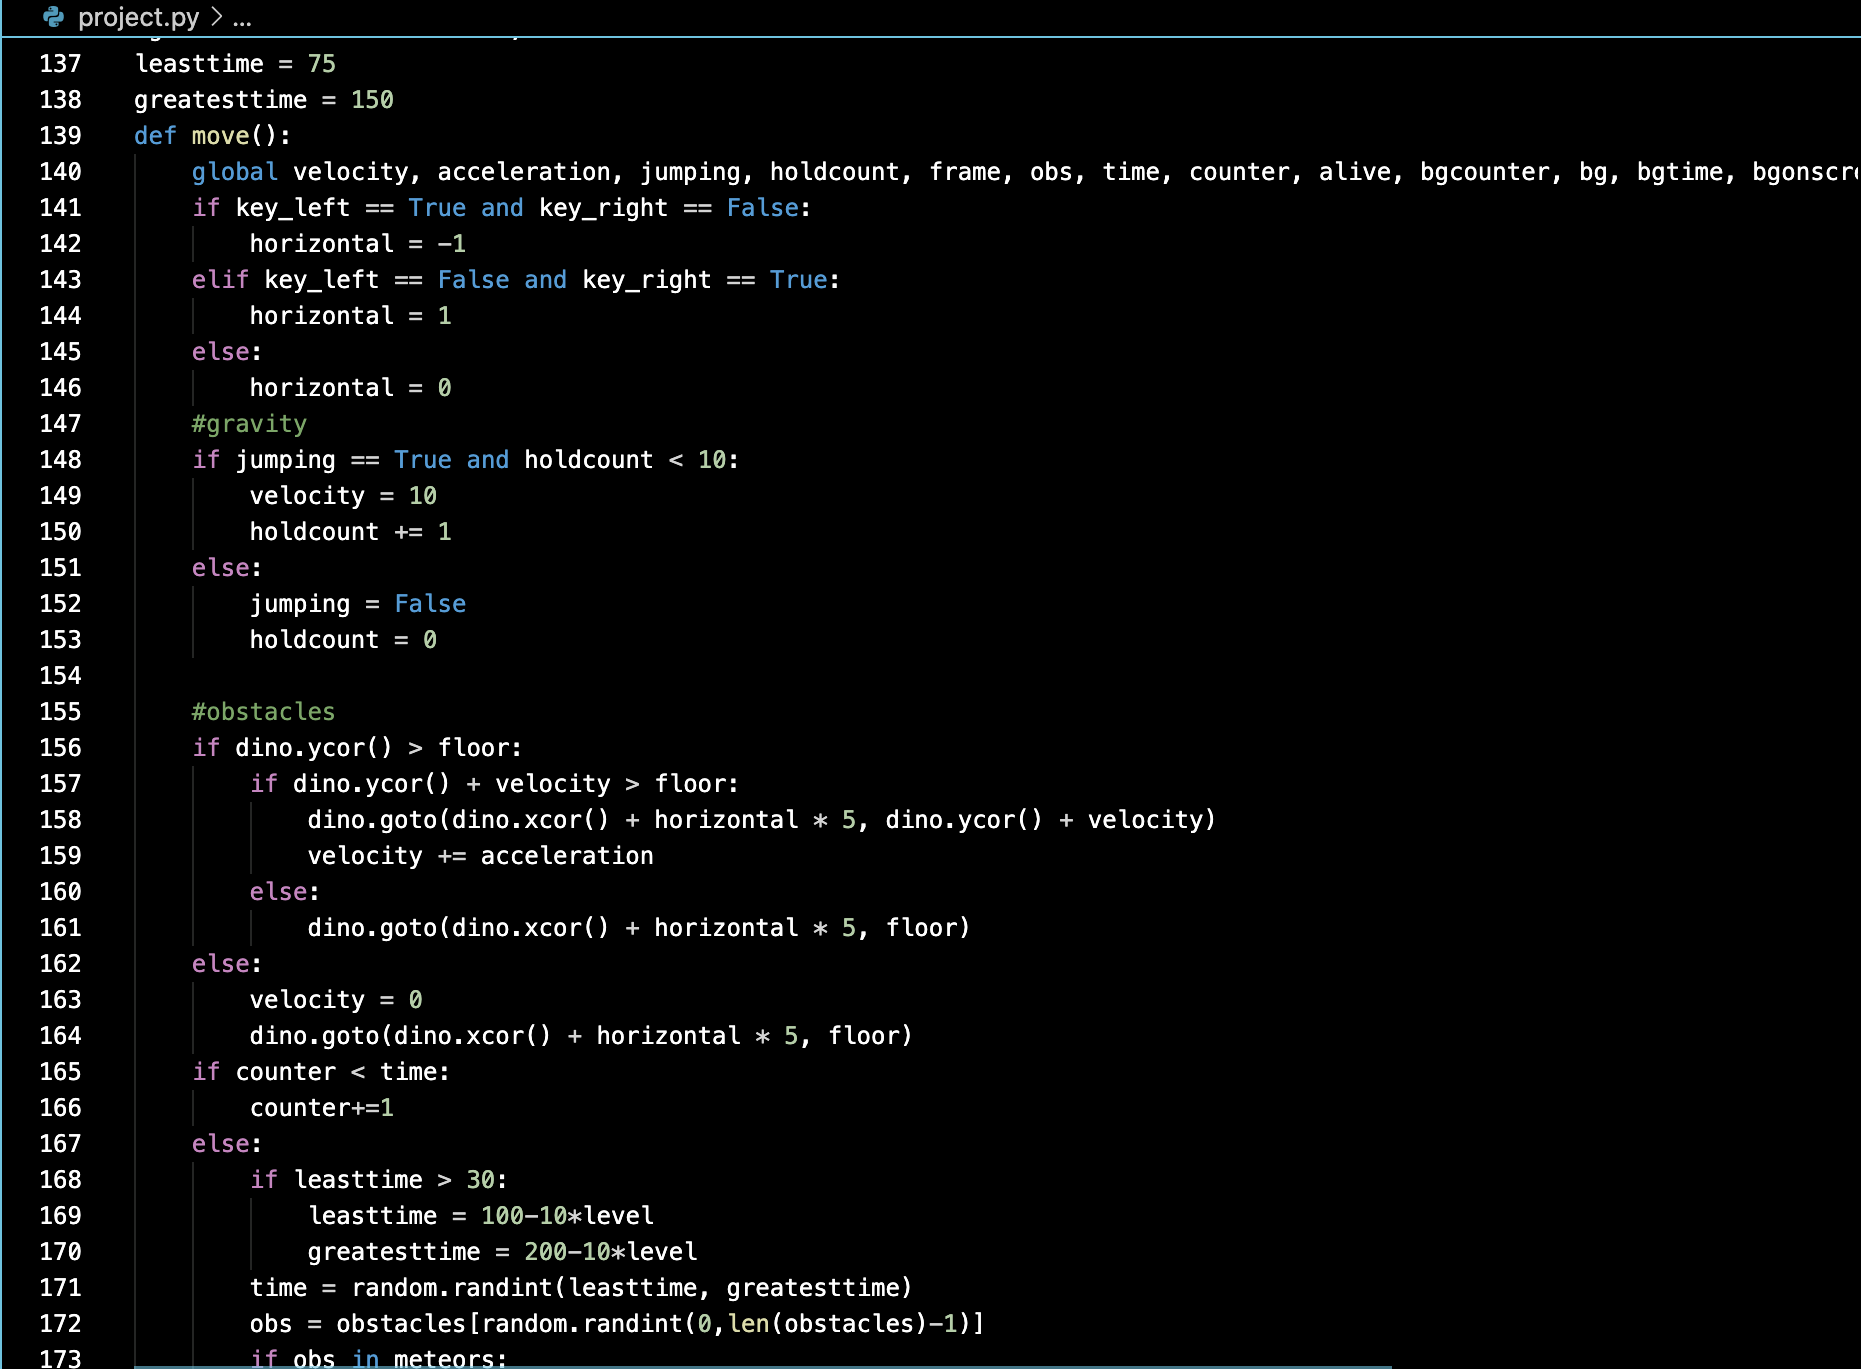 project.py > ...
137 leasttime = 75
138 greatesttime = 150
139 def move():
140     global velocity, acceleration, jumping, holdcount, frame, obs, time, counter, alive, bgcounter, bg, bgtime,
141     if key_left == True and key_right == False:
142         horizontal = -1
143     elif key_left == False and key_right == True:
144         horizontal = 1
145     else:
146         horizontal = 0
147     #gravity
148     if jumping == True and holdcount < 10:
149         velocity = 10
150         holdcount += 1
151     else:
152         jumping = False
153         holdcount = 0
154
155     #obstacles
156     if dino.ycor() > floor:
157         if dino.ycor() + velocity > floor:
158             dino.goto(dino.xcor() + horizontal * 5, dino.ycor() + velocity)
159             velocity += acceleration
160         else:
161             dino.goto(dino.xcor() + horizontal * 5, floor)
162     else:
163         velocity = 0
164         dino.goto(dino.xcor() + horizontal * 5, floor)
165     if counter < time:
166         counter+=1
167     else:
168         if leasttime > 30:
169             leasttime = 100-10*level
170             greatesttime = 200-10*level
171         time = random.randint(leasttime, greatesttime)
172         obs = obstacles[random.randint(0,len(obstacles)-1)]
173         if obs in meteors: